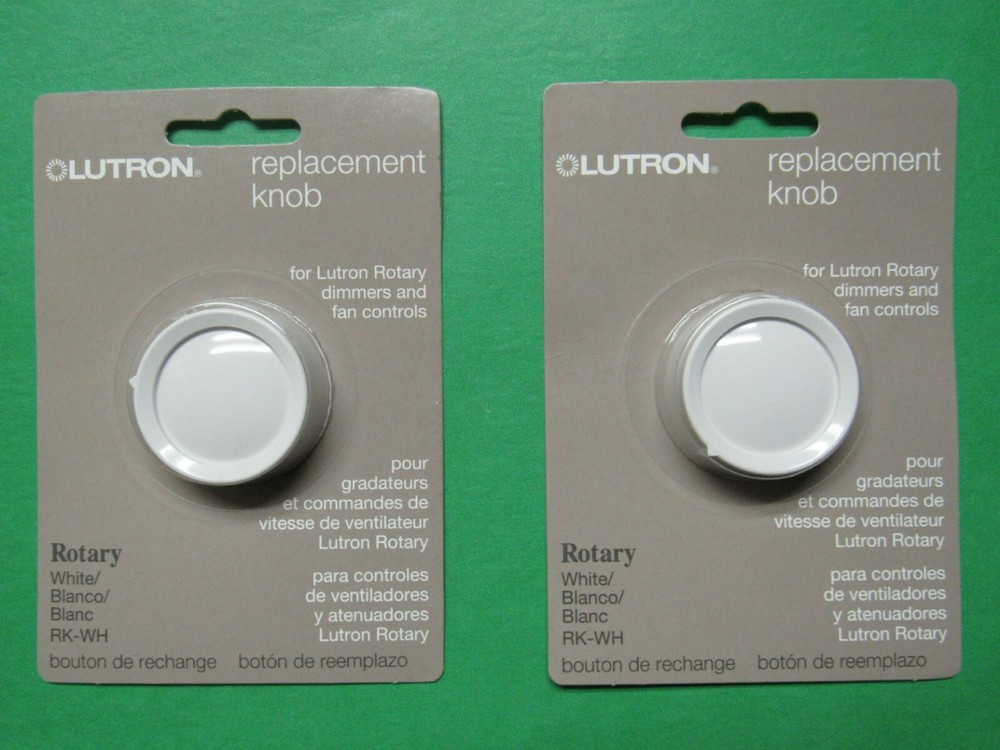 LUTRON®
replacement
knob
for Lutron Rotary
dimmers and
fan controls
pour
gradateurs
et commandes de
vitesse de ventilateur
Lutron Rotary
Rotary
White/
Blanco/
Blanc
RK-WH
para controles
de ventiladores
y atenuadores
Lutron Rotary
bouton de rechange botón de reemplazo
LUTRON®
replacement
knob
for Lutron Rotary
dimmers and
fan controls
pour
gradateurs
et commandes de
vitesse de ventilateur
Lutron Rotary
Rotary
White/
Blanco/
Blanc
RK-WH
para controles
de ventiladores
y atenuadores
Lutron Rotary
bouton de rechange botón de reemplazo